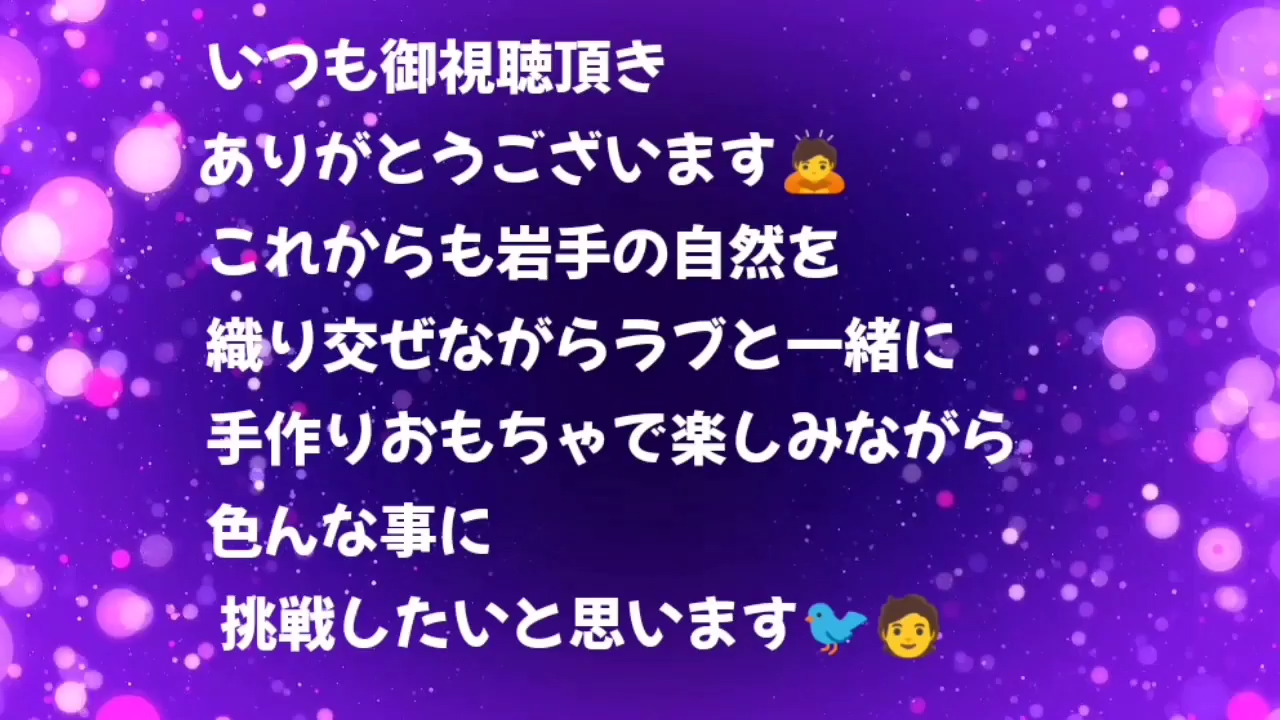 いつも御視聴頂き
ありがとうございます🙇
これからも岩手の自然を
織り交ぜながらラブと一緒に
手作りおもちゃで楽しみながら
色んな事に
挑戦したいと思います🐦🧑